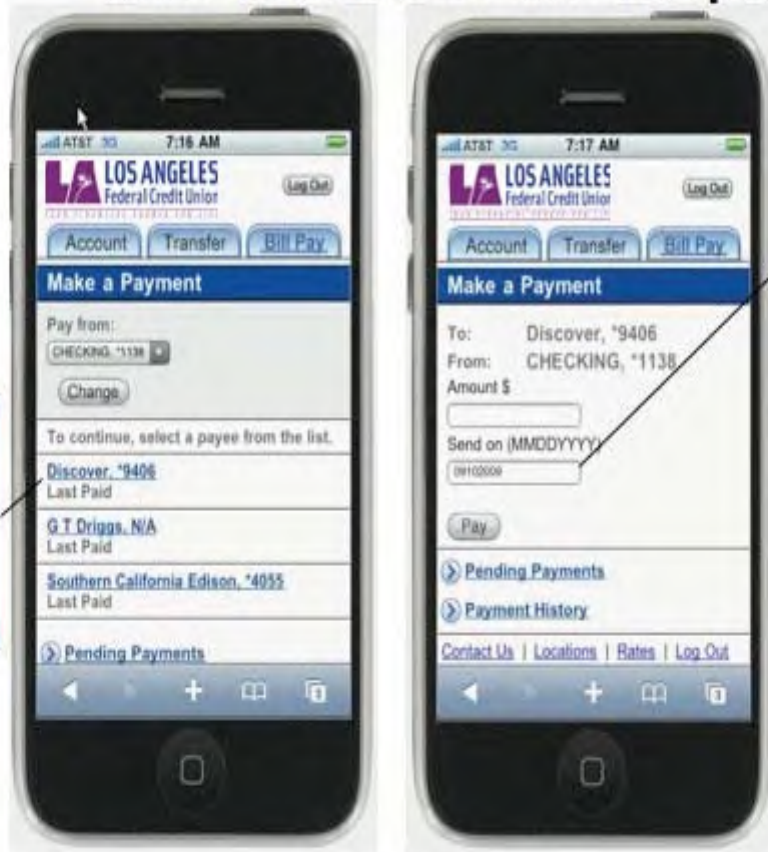 AT&T 3G 7:16 AM
LOS ANGELES
Federal Credit Union
Log Out
Account Transfer Bill Pay
Make a Payment
Pay from:
CHECKING, *1138
Change
To continue, select a payee from the list.
Discover, *9406
Last Paid
G T Driggs, N/A
Last Paid
Southern California Edison, *4055
Last Paid
Pending Payments
3
AT&T 3G 7:17 AM
LOS ANGELES
Federal Credit Union
Log Out
Account Transfer Bill Pay
Make a Payment
To: Discover, *9406
From: CHECKING, *1138
Amount $
Send on (MMDDYYYY)
09102009
Pay
Pending Payments
Payment History
Contact Us | Locations | Rates | Log Out
3